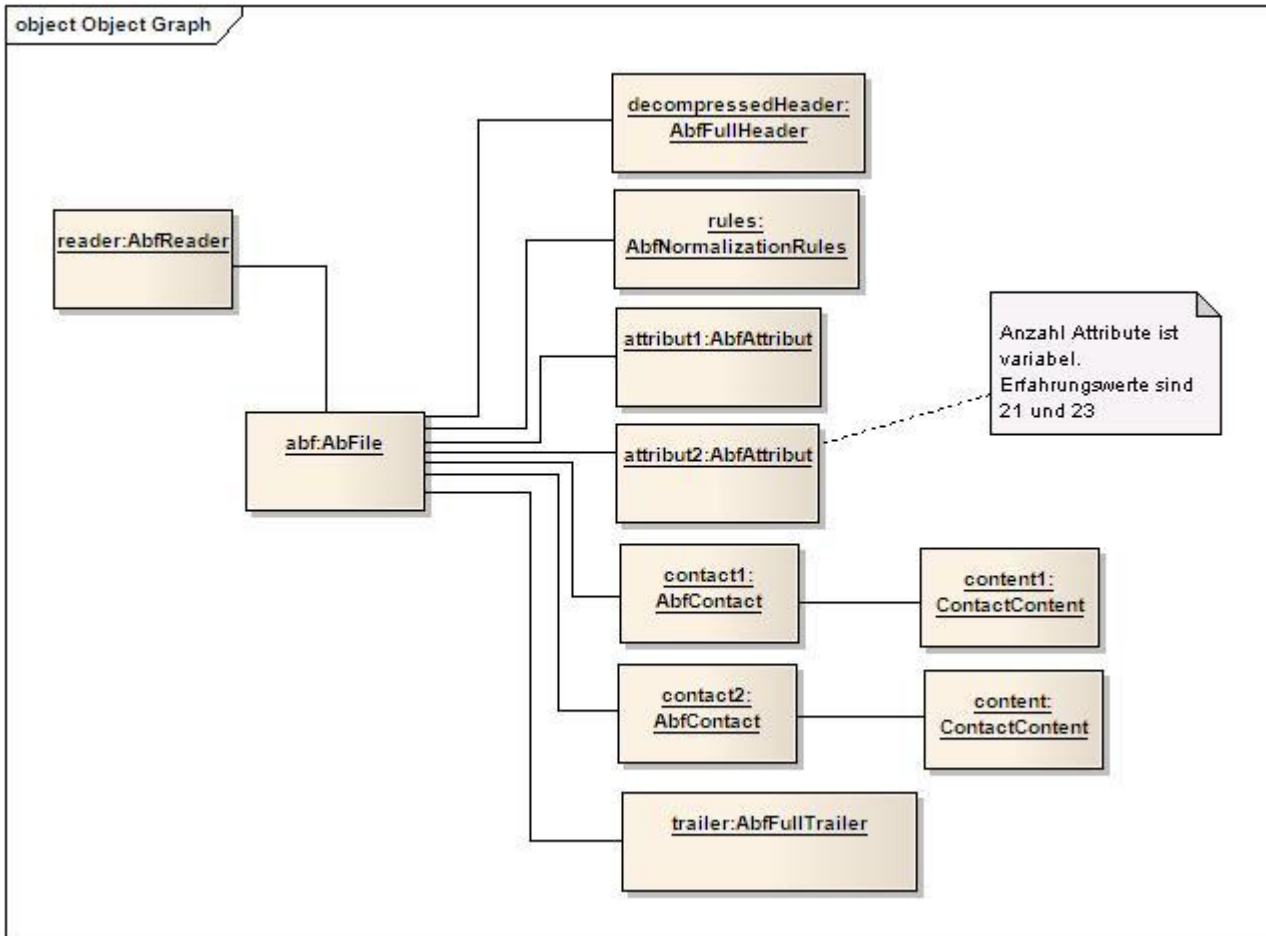 object Object Graph
decompressedHeader:
AbfFullHeader
reader:AbfReader
rules:
AbfNormalizationRules
attribut1:AbfAttribut
Anzahl Attribute ist
variabel.
Erfahrungswerte sind
21 und 23
abf:AbFile
attribut2:AbfAttribut
contact1:
AbfContact
content1:
ContactContent
contact2:
AbfContact
content:
ContactContent
trailer:AbfFullTrailer